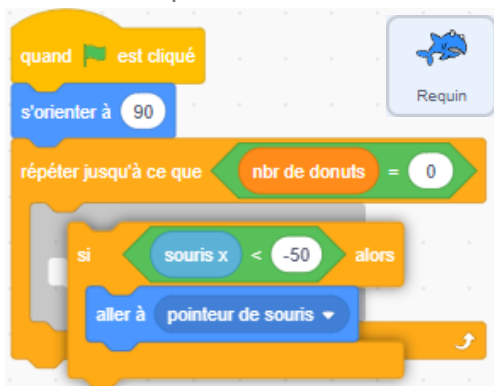 quand est cliqué
Requin
s'orienter à 90
répéter jusqu'à ce que nbr de donuts = 0
si souris x < -50 alors
aller à pointeur de souris